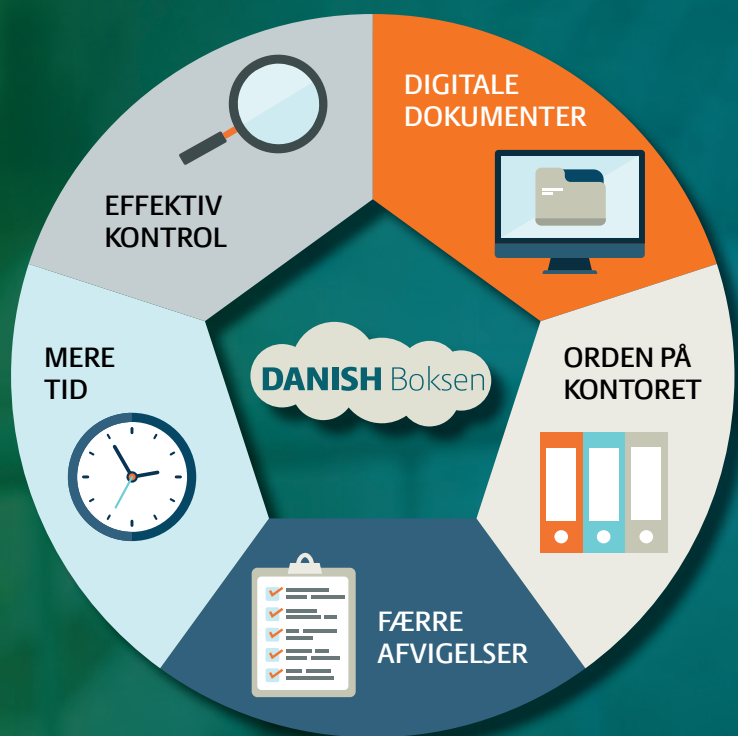 DIGITALE
DOKUMENTER
EFFEKTIV
KONTROL
MERE
TID
DANISH Boksen
ORDEN PÅ
KONTORET
FÆRRE
AFVIGELSER